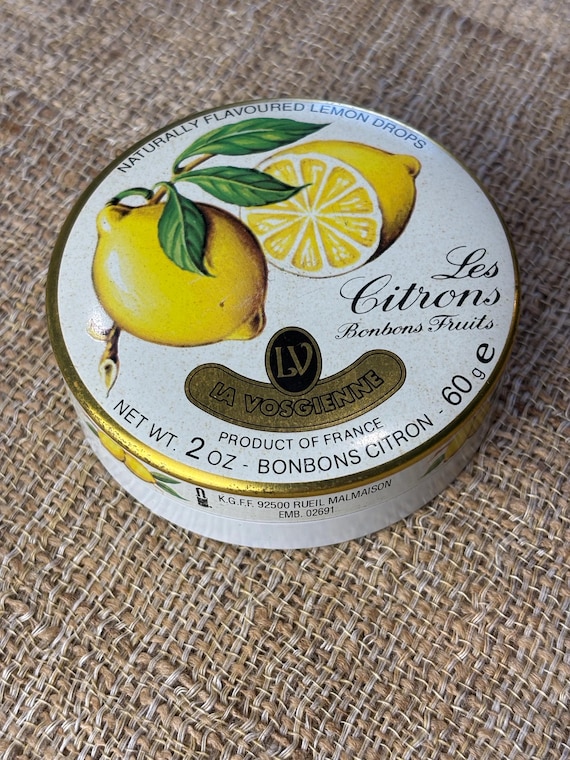 NATURALLY FLAVOURED LEMON DROPS
Les
Citrons
Bonbons Fruits
LV
LA VOSGIENNE
PRODUCT OF FRANCE
NET WT. 2 OZ - BONBONS CITRON - 60 g e
K.G.F.F. 92500 RUEIL MALMAISON
EMB. 02691